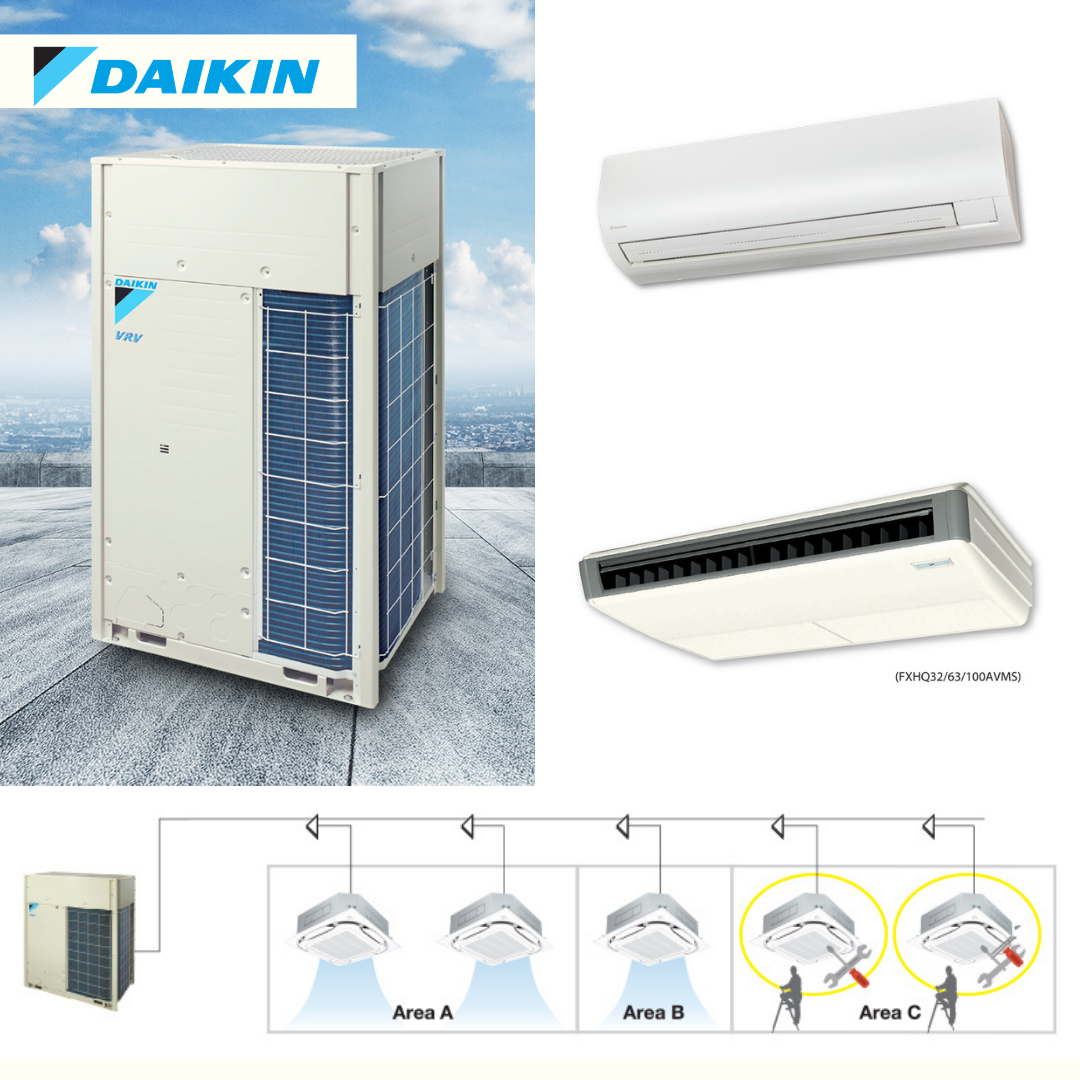 DAIKIN
DAIKIN
VRV
(FXHQ32/63/100AVMS)
Area A
Area B
Area C